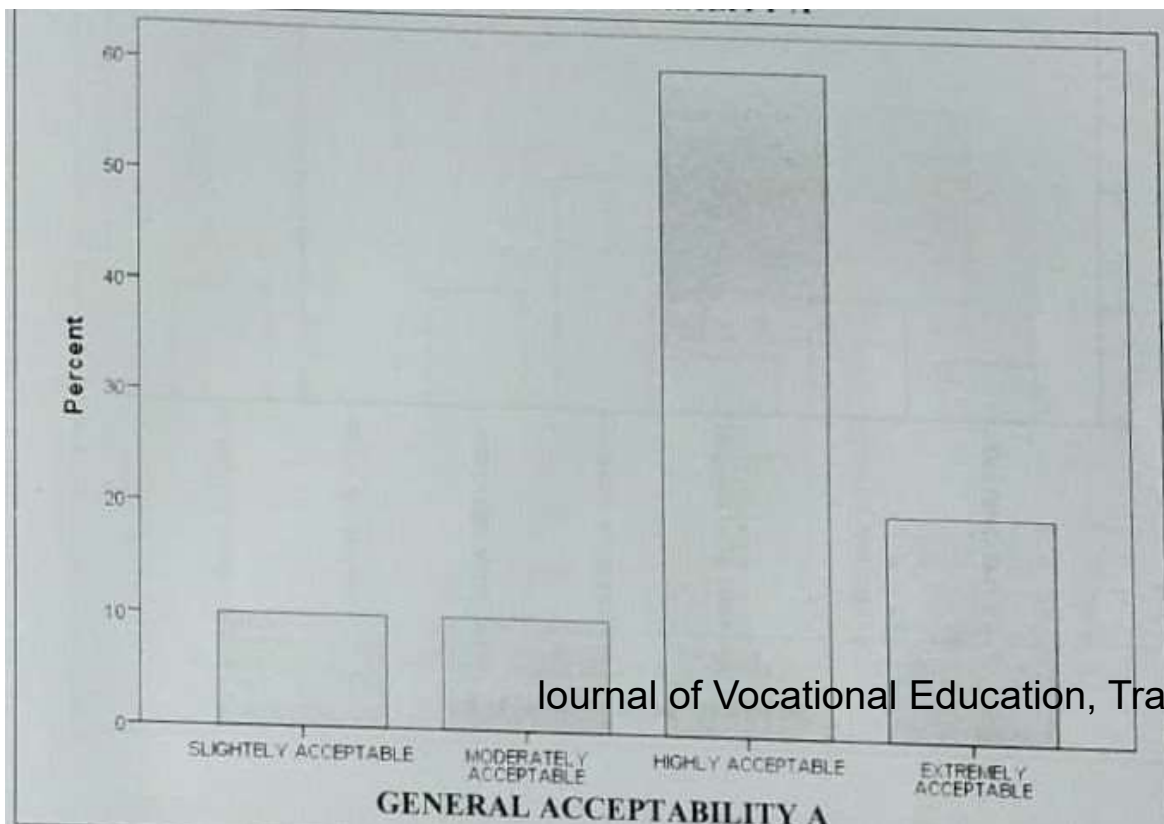 60
50
40
30
20
10
0
Percent
SLIGHTELY ACCEPTABLE
MODERATELY
ACCEPTABLE
HIGHLY ACCEPTABLE
EXTREMELY
ACCEPTABLE
GENERAL ACCEPTABILITY A
Journal of Vocational Education, Tra